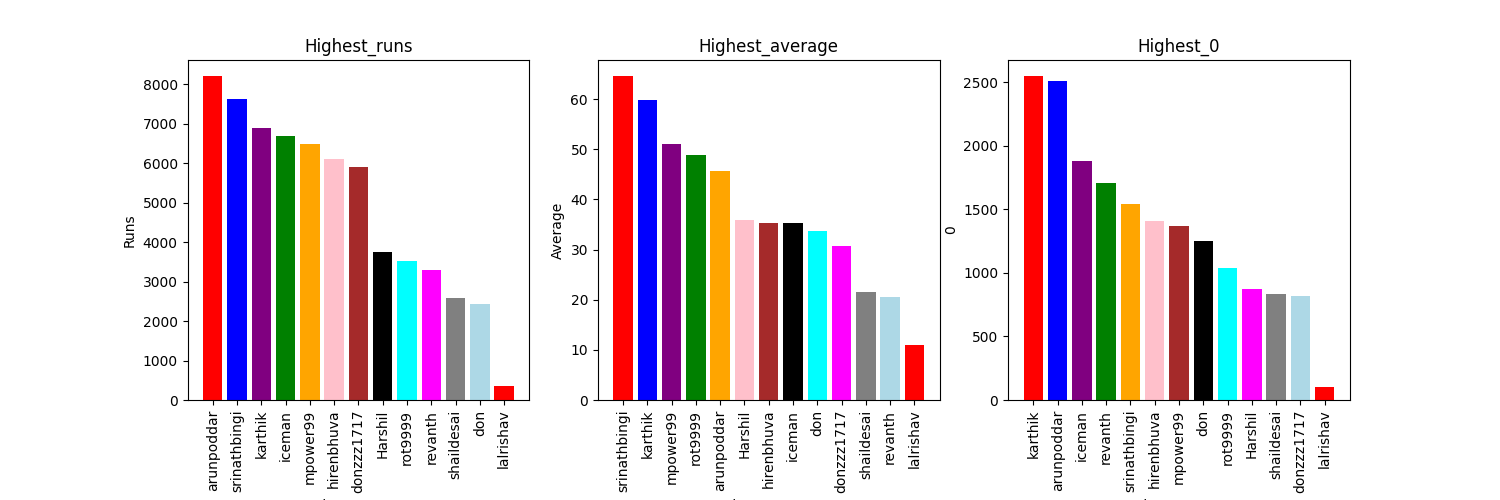 Highest_runs
Runs
8000
7000
6000
5000
4000
3000
2000
1000
0
arunpoddar
srinathbingi
karthik
iceman
mpower99
hirenbhuva
donzzz1717
Harshil
rot9999
revanth
shaildesai
don
lalrishav
Highest_average
Average
60
50
40
30
20
10
0
srinathbingi
karthik
mpower99
rot9999
arunpoddar
Harshil
hirenbhuva
iceman
don
donzzz1717
shaildesai
revanth
lalrishav
Highest_0
0
2500
2000
1500
1000
500
0
karthik
arunpoddar
iceman
revanth
srinathbingi
hirenbhuva
mpower99
don
rot9999
Harshil
shaildesai
donzzz1717
lalrishav